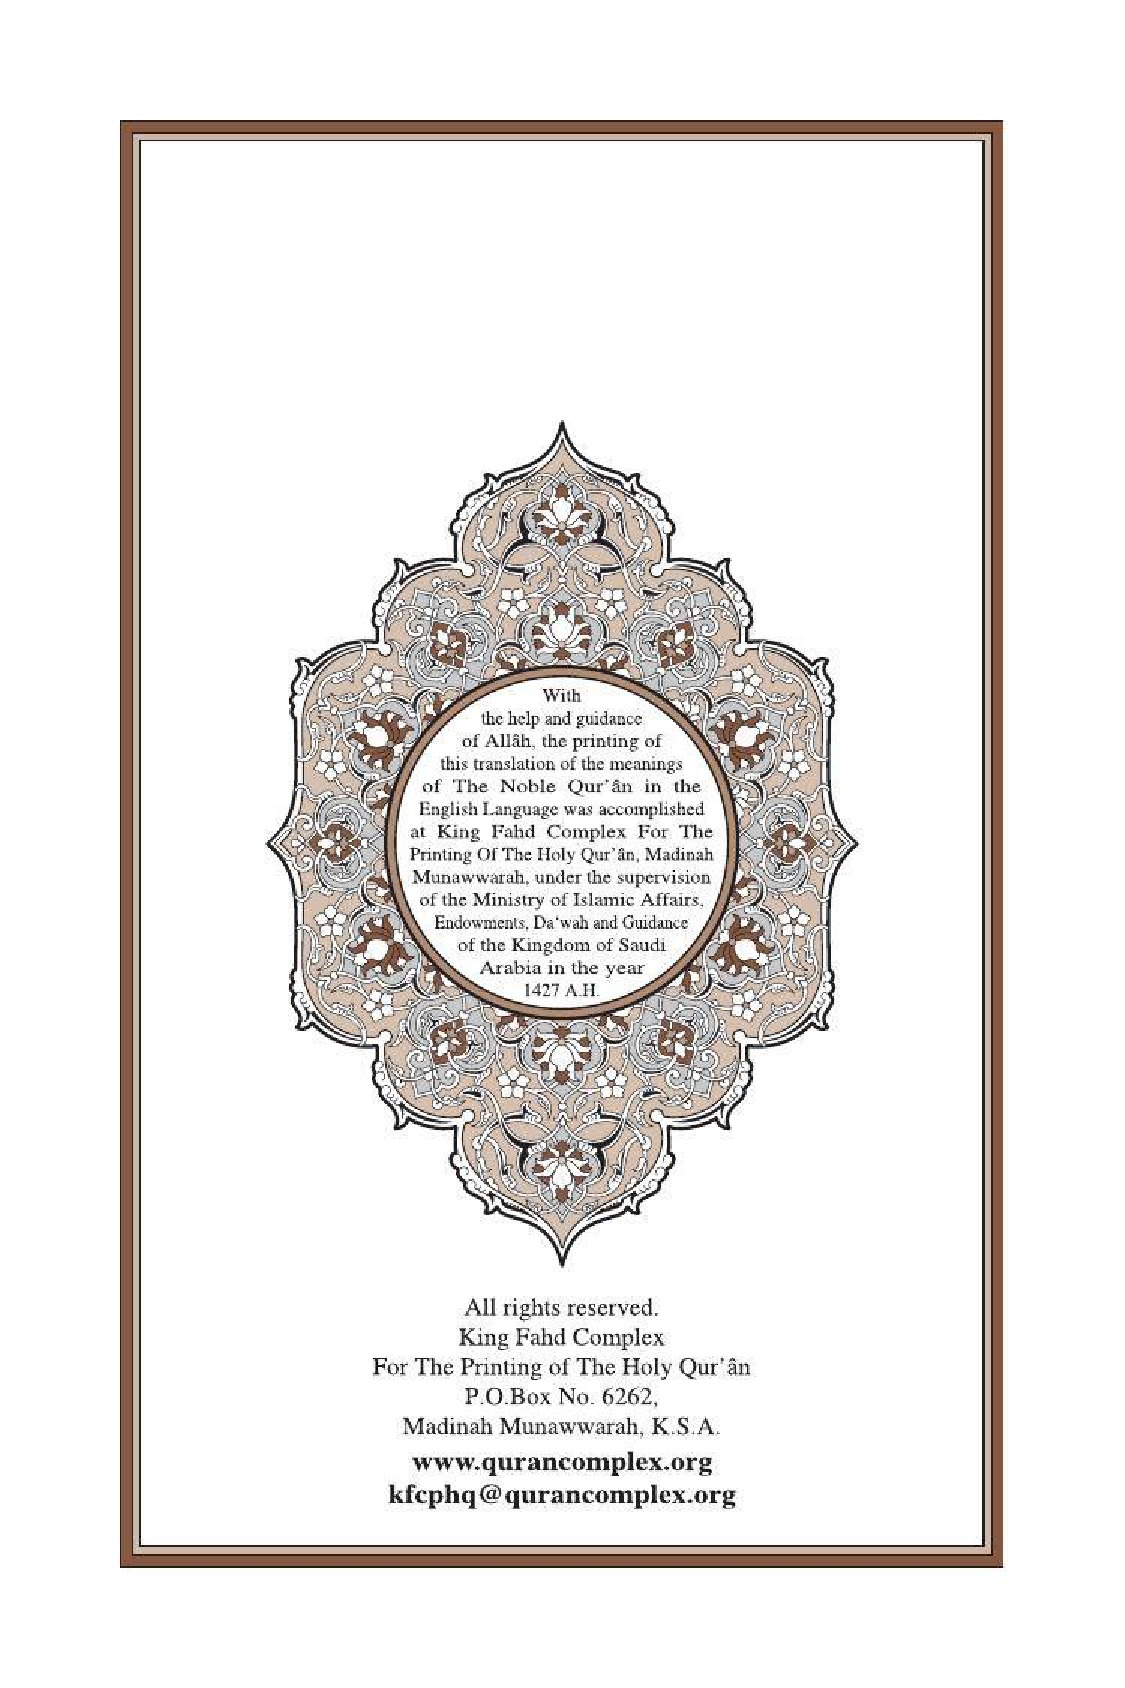 With
the help and guidance
of Allâh, the printing of
this translation of the meanings
of The Noble Qur’ân in the
English Language was accomplished
at King Fahd Complex For The
Printing Of The Holy Qur’ân, Madinah
Munawwarah, under the supervision
of the Ministry of Islamic Affairs,
Endowments, Da‘wah and Guidance
of the Kingdom of Saudi
Arabia in the year
1427 A.H.
All rights reserved.
King Fahd Complex
For The Printing of The Holy Qur’ân
P.O.Box No. 6262,
Madinah Munawwarah, K.S.A.
www.qurancomplex.org
kfcphq@qurancomplex.org